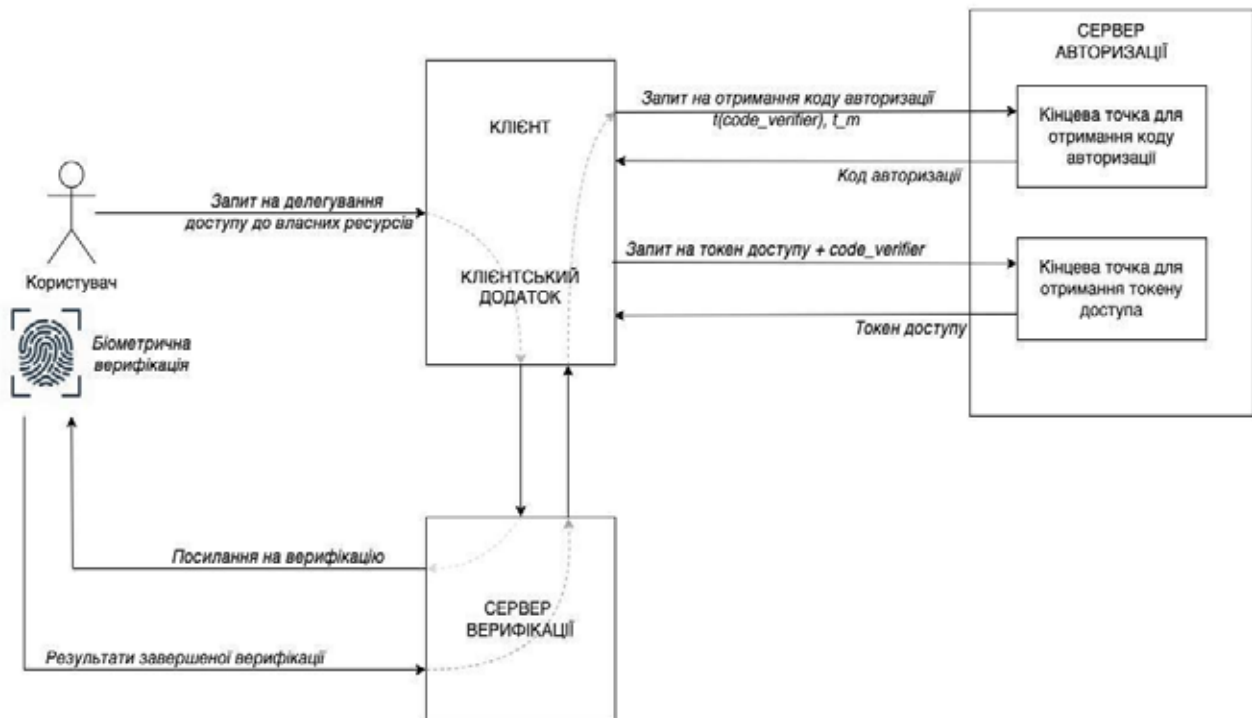 СЕРВЕР
АВТОРИЗАЦІЇ
КЛІЄНТ
Запит на отримання коду авторизації
t(code_verifier), t_m
Кінцева точка для
отримання коду
авторизації
Код авторизації
Запит на делегування
доступу до власних ресурсів
Користувач
Запит на токен доступу + code_verifier
КЛІЄНТСЬКИЙ
ДОДАТОК
Кінцева точка для
отримання токену
доступа
Токен доступу
Біометрична
верифікація
Посилання на верифікацію
СЕРВЕР
ВЕРИФІКАЦІЇ
Результати завершеної верифікації